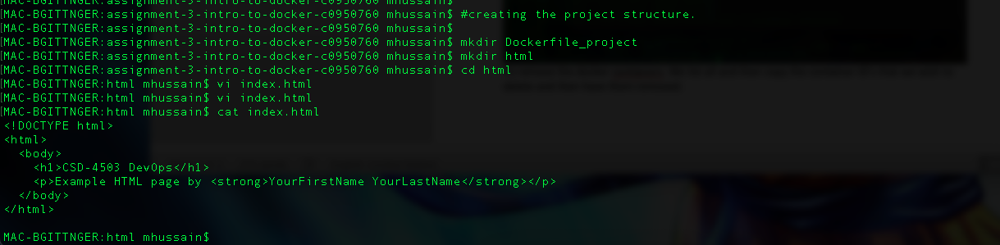 [MAC-BGITTNGER:assignment-3-intro-to-docker-c0950760 mhussain$
[MAC-BGITTNGER:assignment-3-intro-to-docker-c0950760 mhussain$ #creating the project structure.
[MAC-BGITTNGER:assignment-3-intro-to-docker-c0950760 mhussain$
[MAC-BGITTNGER:assignment-3-intro-to-docker-c0950760 mhussain$ mkdir Dockerfile_project
[MAC-BGITTNGER:assignment-3-intro-to-docker-c0950760 mhussain$ mkdir html
[MAC-BGITTNGER:assignment-3-intro-to-docker-c0950760 mhussain$ cd html
[MAC-BGITTNGER:html mhussain$ vi index.html
[MAC-BGITTNGER:html mhussain$ vi index.html
[MAC-BGITTNGER:html mhussain$ cat index.html
<!DOCTYPE html>
<html>
  <body>
    <h1>CSD-4503 DevOps</h1>
    <p>Example HTML page by <strong>YourFirstName YourLastName</strong></p>
  </body>
</html>

MAC-BGITTNGER:html mhussain$